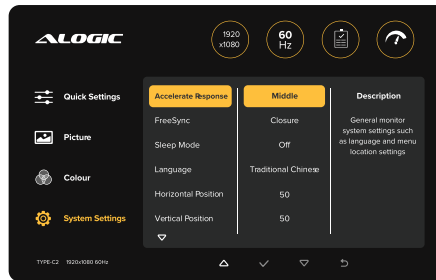 ALOGIC
1920
x1080
60
Hz
Quick Settings
Picture
Colour
System Settings
Accelerate Response
Middle
FreeSync
Closure
Sleep Mode
Off
Language
Traditional Chinese
Horizontal Position
50
Vertical Position
50
Description
General monitor
system settings such
as language and menu
location settings
TYPE-C2 1920x1080 60Hz